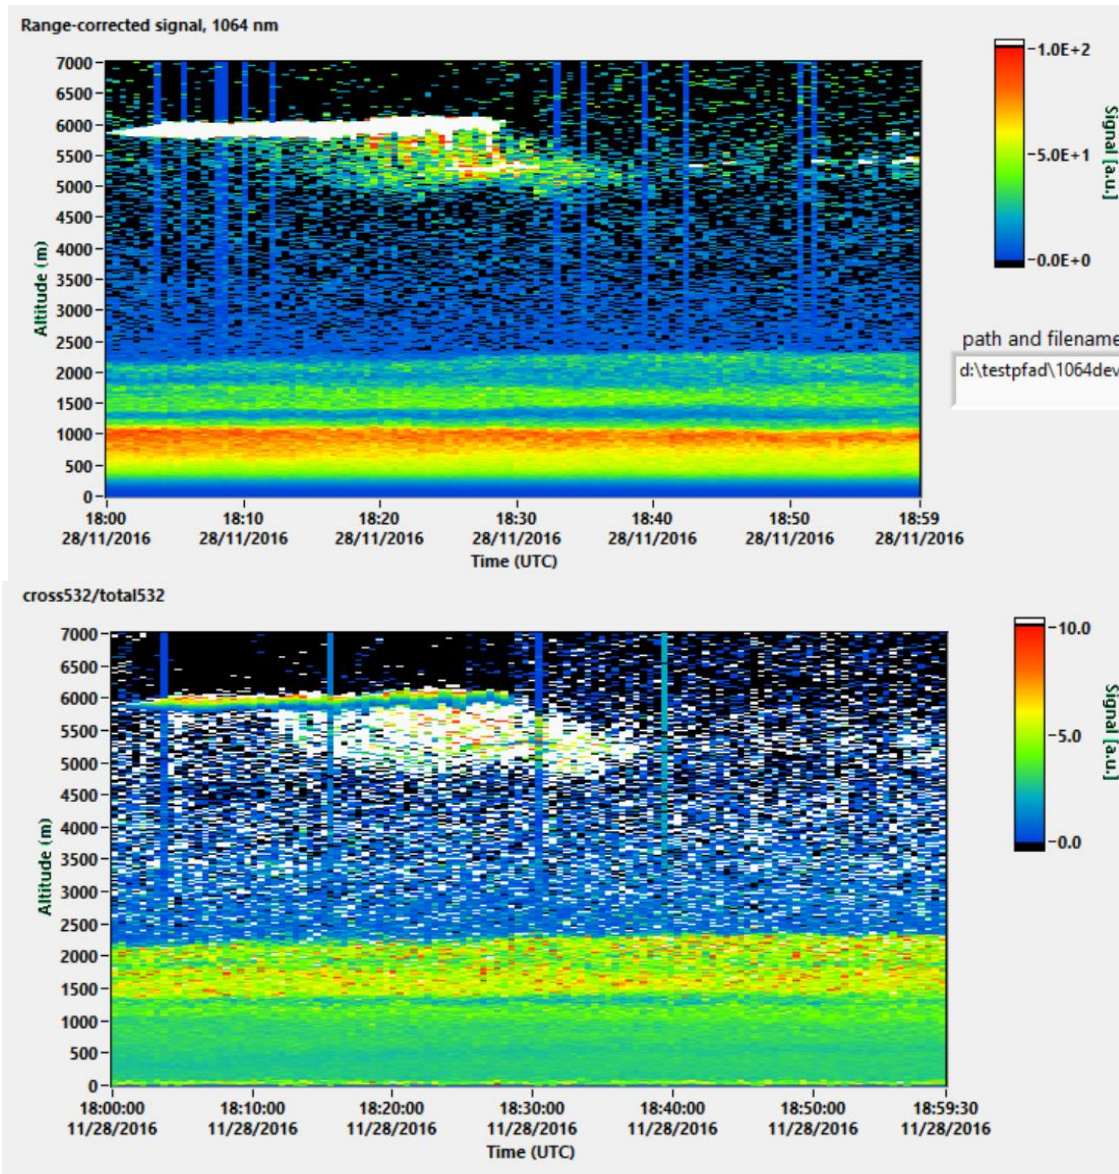 Range-corrected signal, 1064 nm
7000
6500
6000
5500
5000
4500
4000
3500
3000
2500
2000
1500
1000
500
0
Altitude (m)
18:00 18:10 18:20 18:30 18:40 18:50 18:59
28/11/2016 28/11/2016 28/11/2016 28/11/2016 28/11/2016 28/11/2016 28/11/2016
Time (UTC)
1.0E+2
5.0E+1
0.0E+0
Signal [a.u.]
path and filename
d:\testpfad\1064dev
cross532/total532
7000
6500
6000
5500
5000
4500
4000
3500
3000
2500
2000
1500
1000
500
0
Altitude (m)
18:00:00 18:10:00 18:20:00 18:30:00 18:40:00 18:50:00 18:59:30
11/28/2016 11/28/2016 11/28/2016 11/28/2016 11/28/2016 11/28/2016 11/28/2016
Time (UTC)
10.0
5.0
0.0
Signal [a.u.]